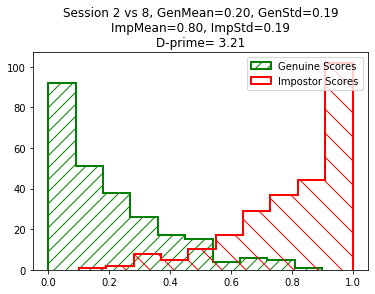 Session 2 vs 8, GenMean=0.20, GenStd=0.19
ImpMean=0.80, ImpStd=0.19
D-prime= 3.21
Genuine Scores
Impostor Scores
100
80
60
40
20
0
0.0 0.2 0.4 0.6 0.8 1.0